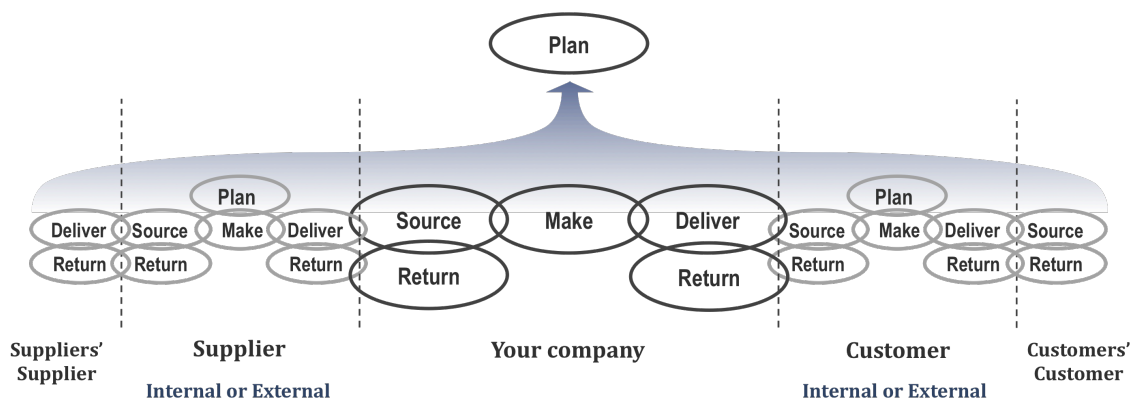 Plan
Plan
Plan
Deliver
Source
Make
Deliver
Source
Make
Deliver
Source
Make
Deliver
Source
Return
Return
Return
Return
Return
Return
Return
Return
Suppliers’
Supplier
Supplier
Internal or External
Your company
Customer
Internal or External
Customers’
Customer